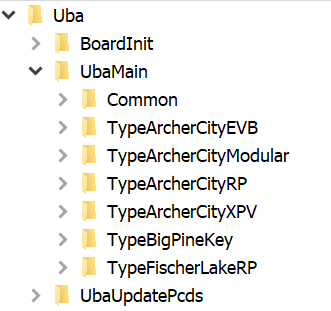 Uba
BoardInit
UbaMain
Common
TypeArcherCityEVB
TypeArcherCityModular
TypeArcherCityRP
TypeArcherCityXPV
TypeBigPineKey
TypeFischerLakeRP
UbaUpdatePcds